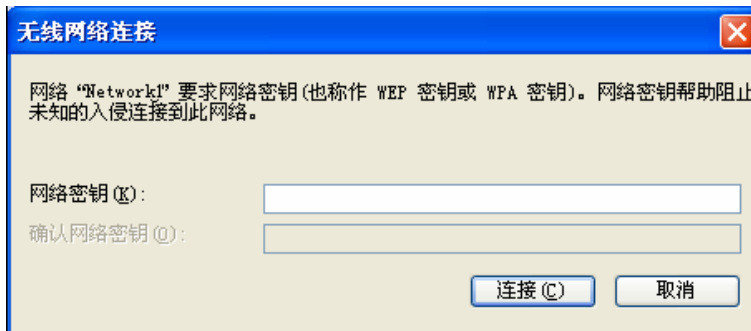 无线网络连接
网络“Network1”要求网络密钥(也称作 WEP 密钥或 WPA 密钥)。网络密钥帮助阻止
未知的入侵连接到此网络。
网络密钥(K):
确认网络密钥(O):
连接(C)
取消